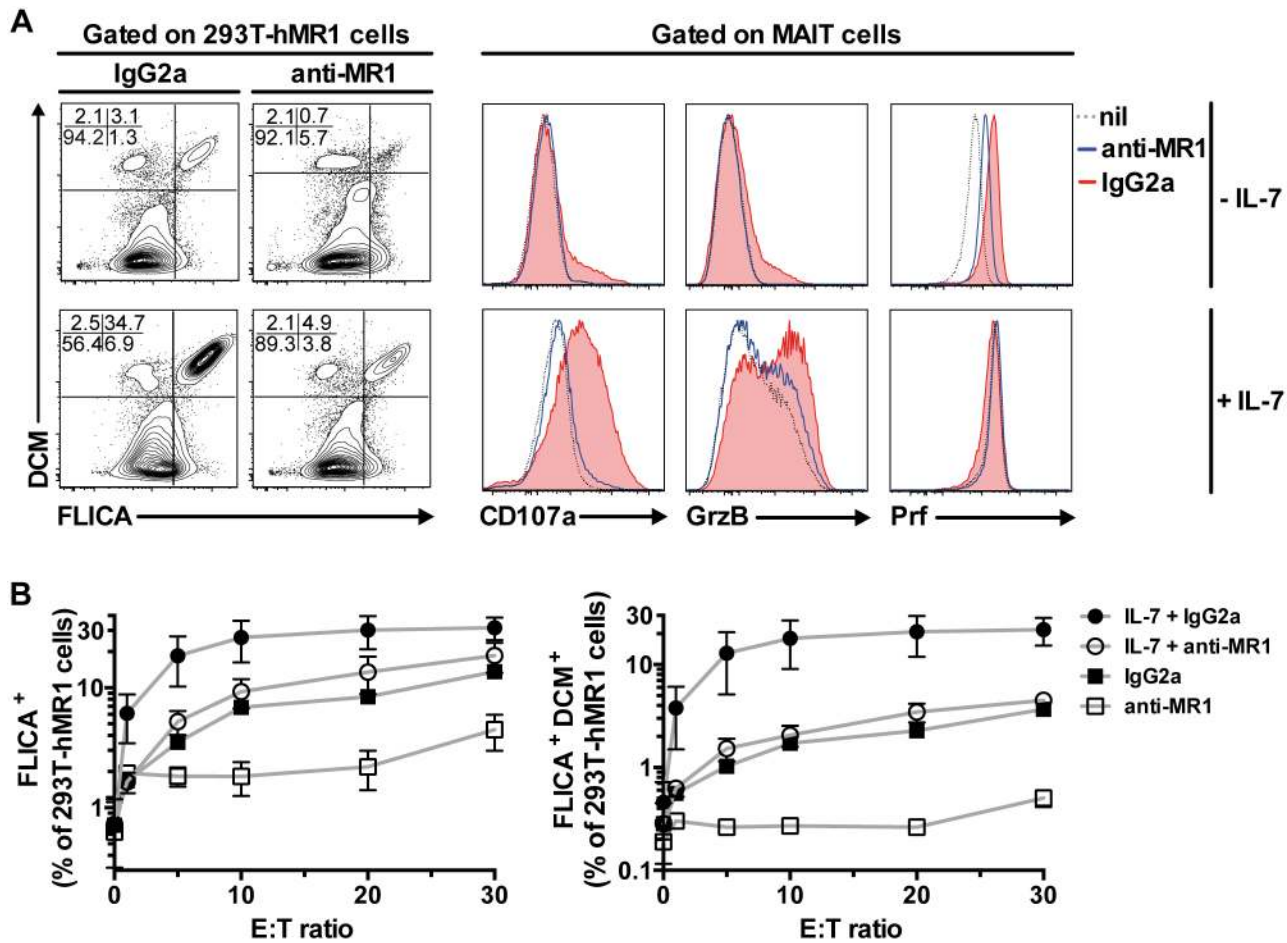 A
Gated on 293T-hMR1 cells
Gated on MAIT cells
IgG2a
anti-MR1
2.1 3.1
94.2 1.3
2.1 0.7
92.1 5.7
nil
anti-MR1
IgG2a
- IL-7
2.5 34.7
56.4 6.9
2.1 4.9
89.3 3.8
+ IL-7
DCM
FLICA
CD107a
GrzB
Prf
B
FLICA+
(% of 293T-hMR1 cells)
30
10
1
0
10
20
30
E:T ratio
FLICA+ DCM+
(% of 293T-hMR1 cells)
30
10
1
0.1
0
10
20
30
E:T ratio
IL-7 + IgG2a
IL-7 + anti-MR1
IgG2a
anti-MR1